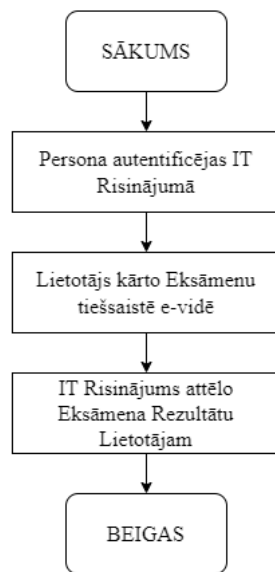 SĀKUMS
Persona autentificējas IT
Risinājumā
Lietotājs kārto Eksāmenu
tiešsaistē e-vidē
IT Risinājums attēlo
Eksāmena Rezultātu
Lietotājam
BEIGAS